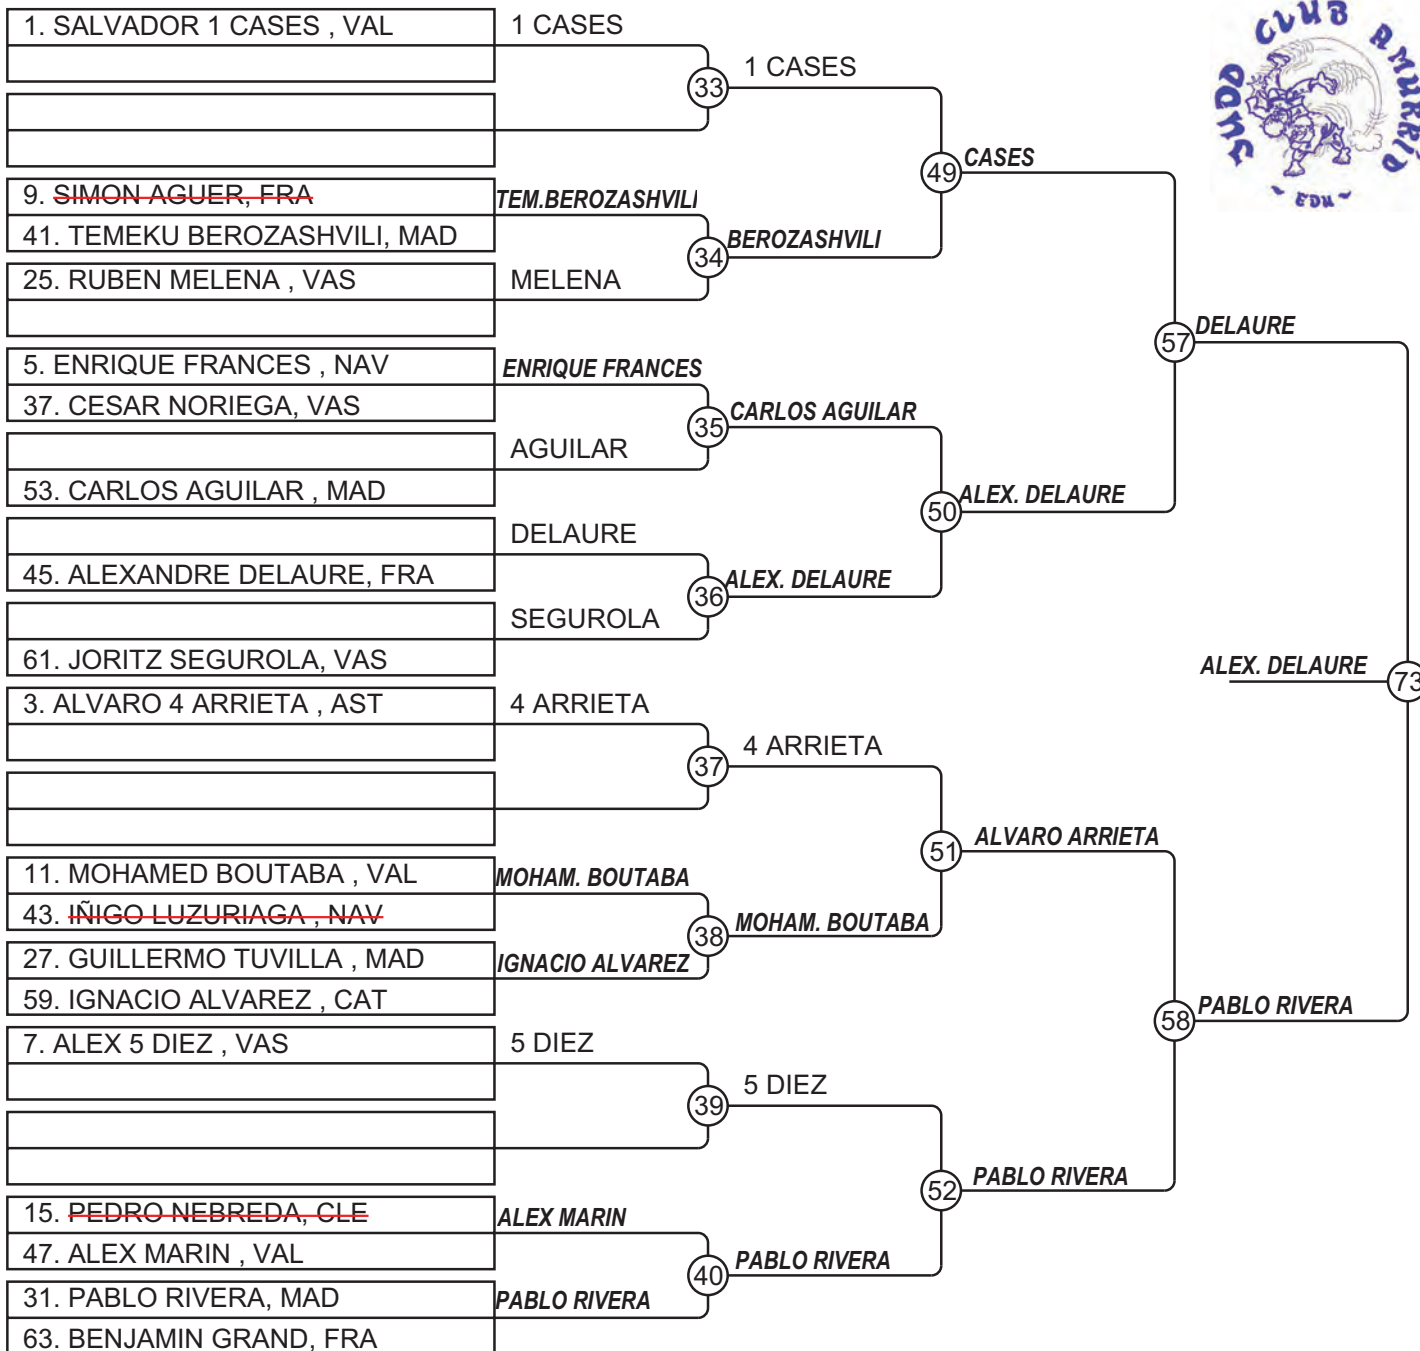 1. SALVADOR 1 CASES , VAL
1 CASES
33
1 CASES
49
CASES
9. SIMON AGUER, FRA
TEM.BEROZASHVILI
41. TEMEKU BEROZASHVILI, MAD
34
BEROZASHVILI
25. RUBEN MELENA , VAS
MELENA
57
DELAURE
5. ENRIQUE FRANCES , NAV
ENRIQUE FRANCES
37. CESAR NORIEGA, VAS
35
CARLOS AGUILAR
AGUILAR
53. CARLOS AGUILAR , MAD
50
ALEX. DELAURE
DELAURE
45. ALEXANDRE DELAURE, FRA
36
ALEX. DELAURE
SEGUROLA
61. JORITZ SEGUROLA, VAS
ALEX. DELAURE
73
3. ALVARO 4 ARRIETA , AST
4 ARRIETA
37
4 ARRIETA
51
ALVARO ARRIETA
11. MOHAMED BOUTABA , VAL
MOHAM. BOUTABA
43. IÑIGO LUZURIAGA , NAV
38
MOHAM. BOUTABA
27. GUILLERMO TUVILLA , MAD
IGNACIO ALVAREZ
59. IGNACIO ALVAREZ , CAT
58
PABLO RIVERA
7. ALEX 5 DIEZ , VAS
5 DIEZ
39
5 DIEZ
52
PABLO RIVERA
15. PEDRO NEBREDA, CLE
ALEX MARIN
47. ALEX MARIN , VAL
40
PABLO RIVERA
31. PABLO RIVERA, MAD
PABLO RIVERA
63. BENJAMIN GRAND, FRA
JUDO CLUB AMURRIO
~ EDU ~